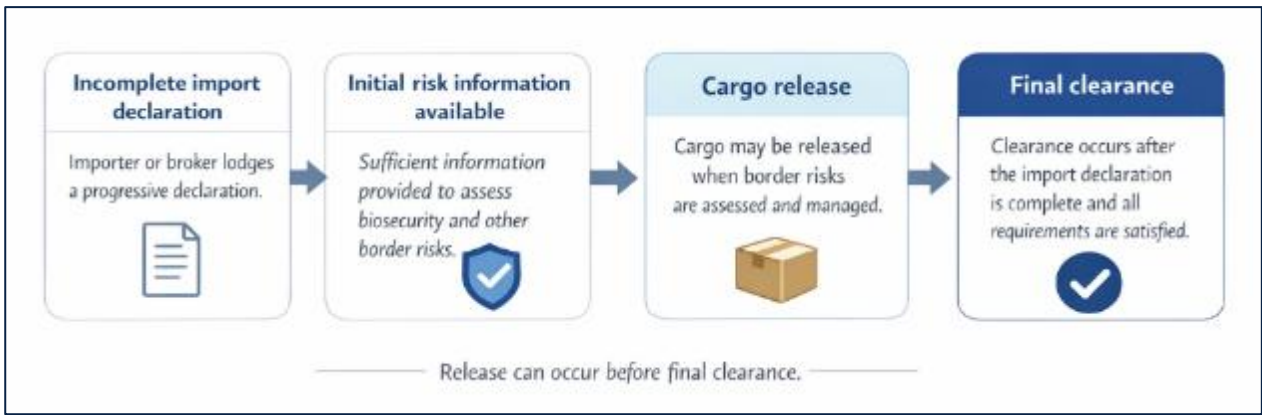 Incomplete import
declaration
Importer or broker lodges
a progressive declaration.
Initial risk information
available
Sufficient information
provided to assess
biosecurity and other
border risks.
Cargo release
Cargo may be released
when border risks
are assessed and managed.
Final clearance
Clearance occurs after
the import declaration
is complete and all
requirements are satisfied.
Release can occur before final clearance.